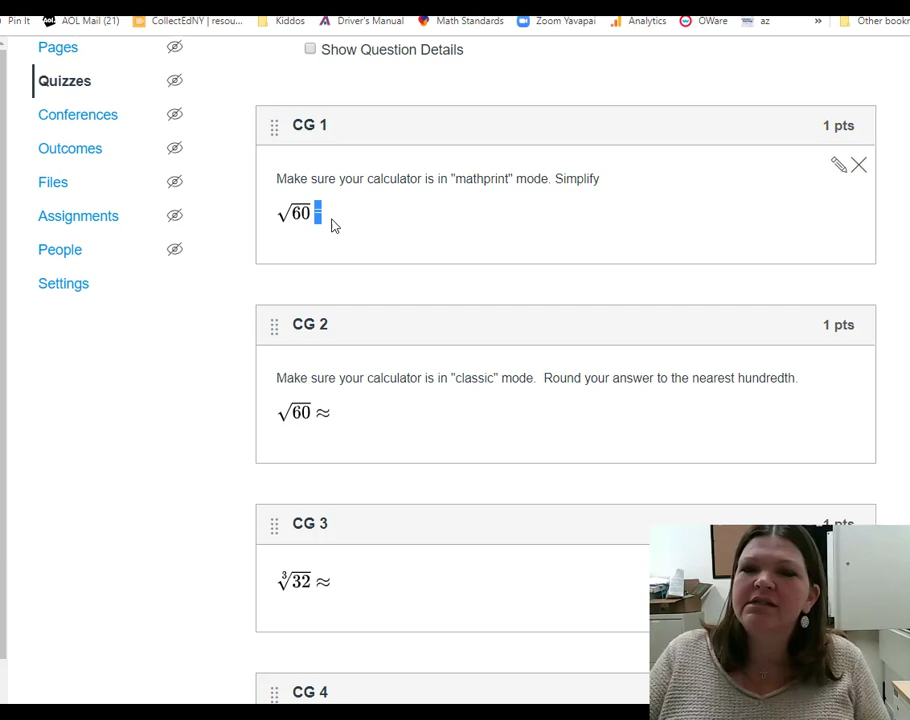 Pin It AOL Mail (21) CollectEdNY | resou... Kiddos Driver's Manual Math Standards Zoom Yavapai Analytics OWare az » Other bookr
Pages
Show Question Details
Quizzes
Conferences
Outcomes
Files
Assignments
People
Settings
CG 1 1 pts
Make sure your calculator is in "mathprint" mode. Simplify
√60 =
CG 2 1 pts
Make sure your calculator is in "classic" mode. Round your answer to the nearest hundredth.
√60 ≈
CG 3 1 pts
∛32 ≈
CG 4